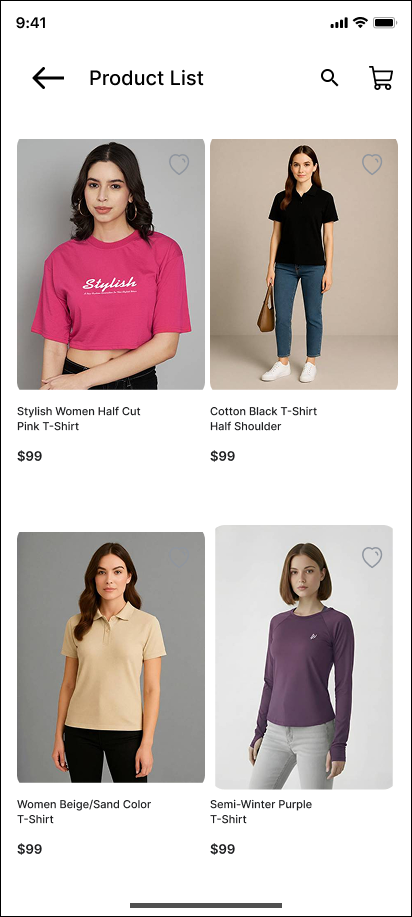 9:41
Product List
Stylish
Stylish Women Half Cut
Pink T-Shirt
$99
Cotton Black T-Shirt
Half Shoulder
$99
Women Beige/Sand Color
T-Shirt
$99
Semi-Winter Purple
T-Shirt
$99